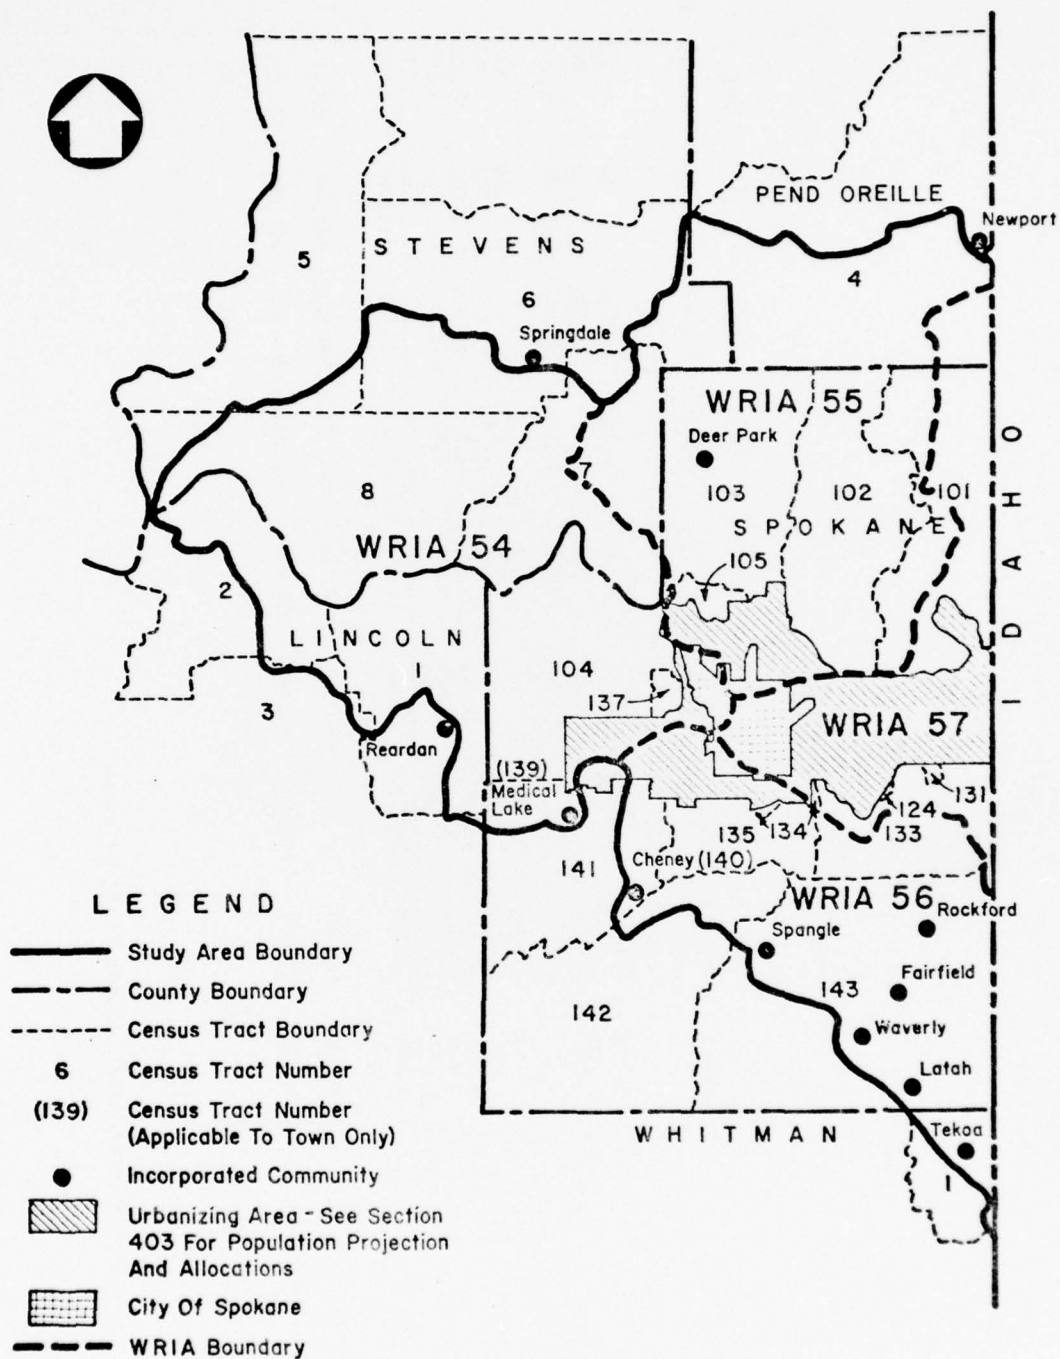 PEND OREILLE
Newport
STEVENS
5
4
6
Springdale
WRIA 55
Deer Park
7
8
103
102
101
SPOKANE
IDAHO
WRIA 54
105
2
LINCOLN
1
104
137
3
WRIA 57
Reardan
(139)
Medical
Lake
131
124
135
134
133
141
Cheney (140)
WRIA 56
Rockford
Spangle
Fairfield
143
142
Waverly
Latah
WHITMAN
Tekoa
1
LEGEND
Study Area Boundary
County Boundary
Census Tract Boundary
6 Census Tract Number
(139) Census Tract Number
(Applicable To Town Only)
Incorporated Community
Urbanizing Area - See Section
403 For Population Projection
And Allocations
City Of Spokane
WRIA Boundary